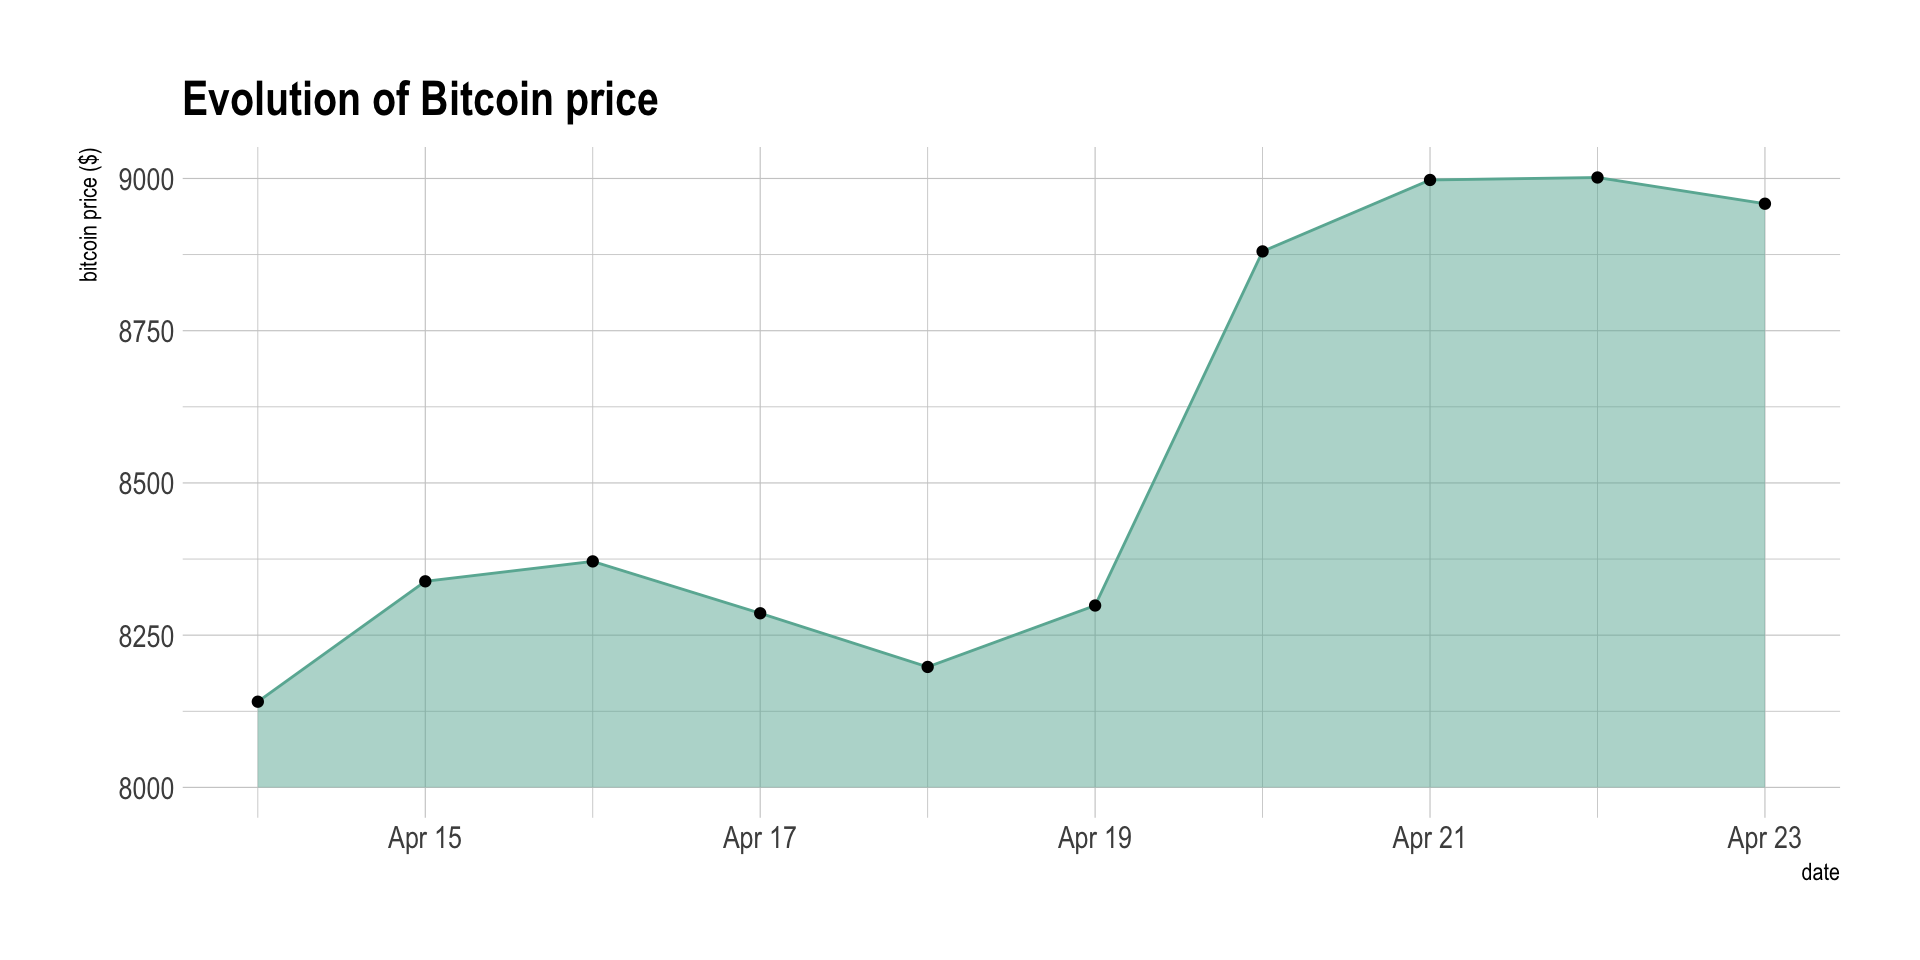 Evolution of Bitcoin price
bitcoin price ($)
9000
8750
8500
8250
8000
Apr 15
Apr 17
Apr 19
Apr 21
Apr 23
date